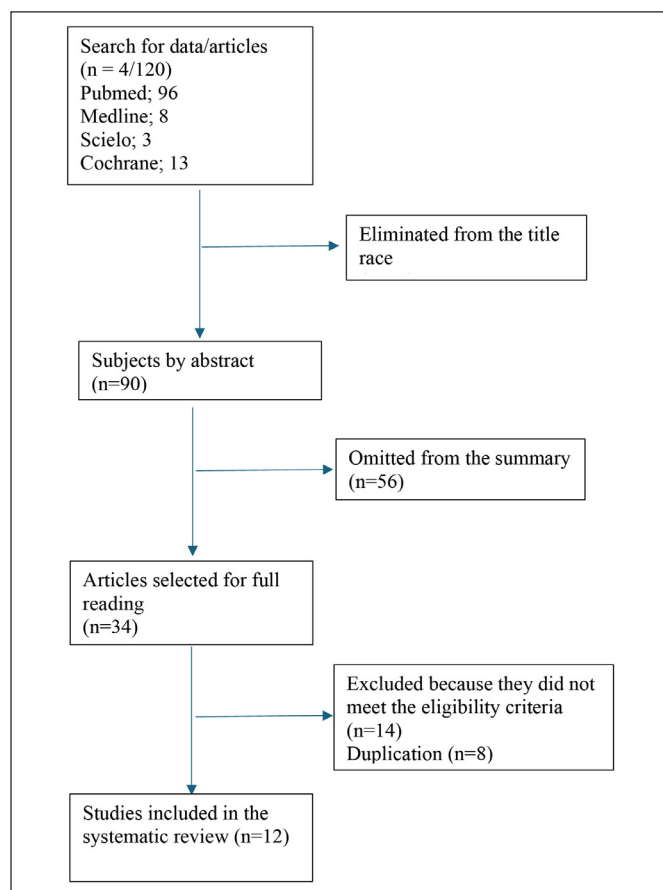 Search for data/articles
(n = 4/120)
Pubmed; 96
Medline; 8
Scielo; 3
Cochrane; 13
Eliminated from the title
race
Subjects by abstract
(n=90)
Omitted from the summary
(n=56)
Articles selected for full
reading
(n=34)
Excluded because they did not
meet the eligibility criteria
(n=14)
Duplication (n=8)
Studies included in the
systematic review (n=12)